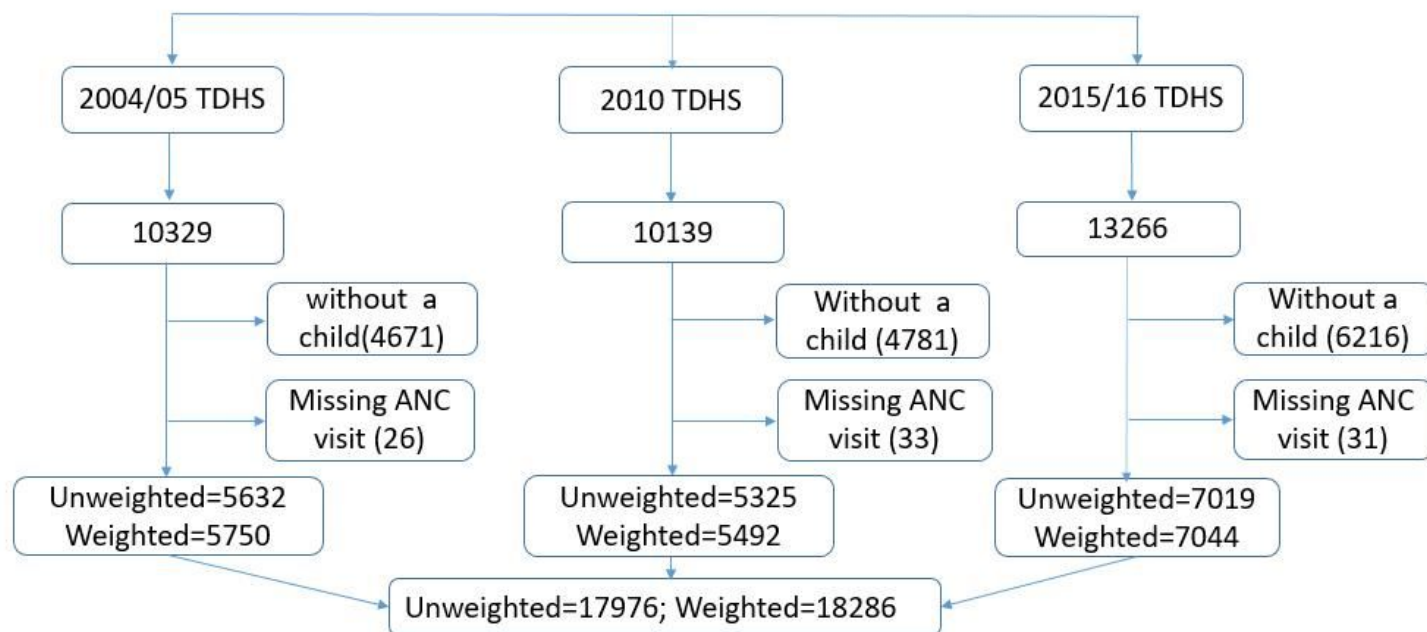 2004/05 TDHS
2010 TDHS
2015/16 TDHS
10329
10139
13266
without a
child(4671)
Without a
child (4781)
Without a
child (6216)
Missing ANC
visit (26)
Missing ANC
visit (33)
Missing ANC
visit (31)
Unweighted=5632
Weighted=5750
Unweighted=5325
Weighted=5492
Unweighted=7019
Weighted=7044
Unweighted=17976; Weighted=18286